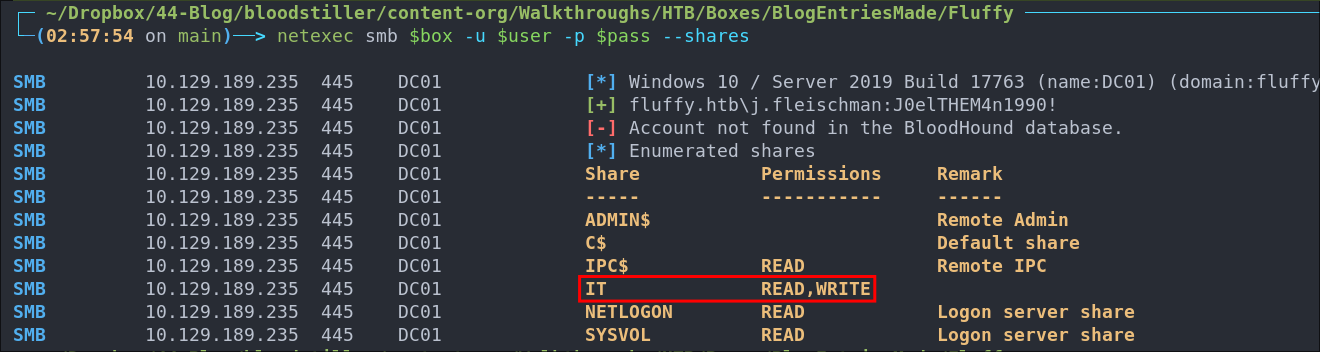 ~/Dropbox/44-Blog/bloodstiller/content-org/Walkthroughs/HTB/Boxes/BlogEntriesMade/Fluffy
(02:57:54 on main)——> netexec smb $box -u $user -p $pass --shares
SMB 10.129.189.235 445 DC01 [*] Windows 10 / Server 2019 Build 17763 (name:DC01) (domain:fluffy
SMB 10.129.189.235 445 DC01 [+] fluffy.htb\j.fleischman:J0elTHEM4n1990!
SMB 10.129.189.235 445 DC01 [-] Account not found in the BloodHound database.
SMB 10.129.189.235 445 DC01 [*] Enumerated shares
SMB 10.129.189.235 445 DC01 Share Permissions Remark
SMB 10.129.189.235 445 DC01 ----- ----------- ------
SMB 10.129.189.235 445 DC01 ADMIN$ Remote Admin
SMB 10.129.189.235 445 DC01 C$ Default share
SMB 10.129.189.235 445 DC01 IPC$ READ Remote IPC
SMB 10.129.189.235 445 DC01 IT READ,WRITE
SMB 10.129.189.235 445 DC01 NETLOGON READ Logon server share
SMB 10.129.189.235 445 DC01 SYSVOL READ Logon server share